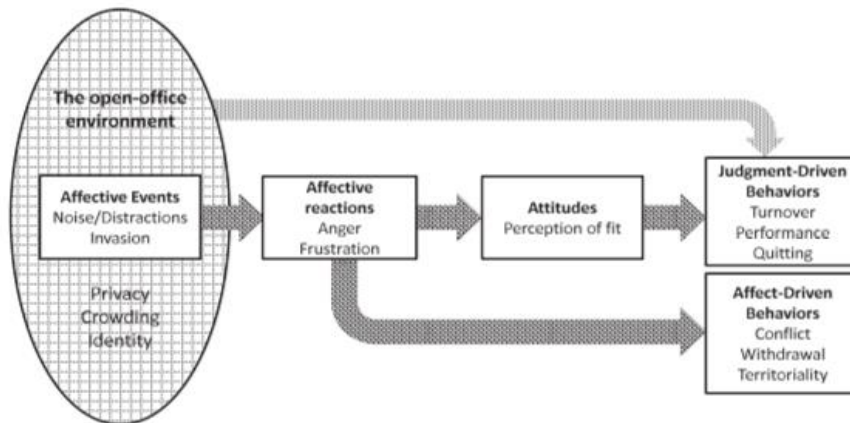 The open-office
environment
Affective Events
Noise/Distractions
Invasion
Privacy
Crowding
Identity
Affective
reactions
Anger
Frustration
Attitudes
Perception of fit
Judgment-Driven
Behaviors
Turnover
Performance
Quitting
Affect-Driven
Behaviors
Conflict
Withdrawal
Territoriality